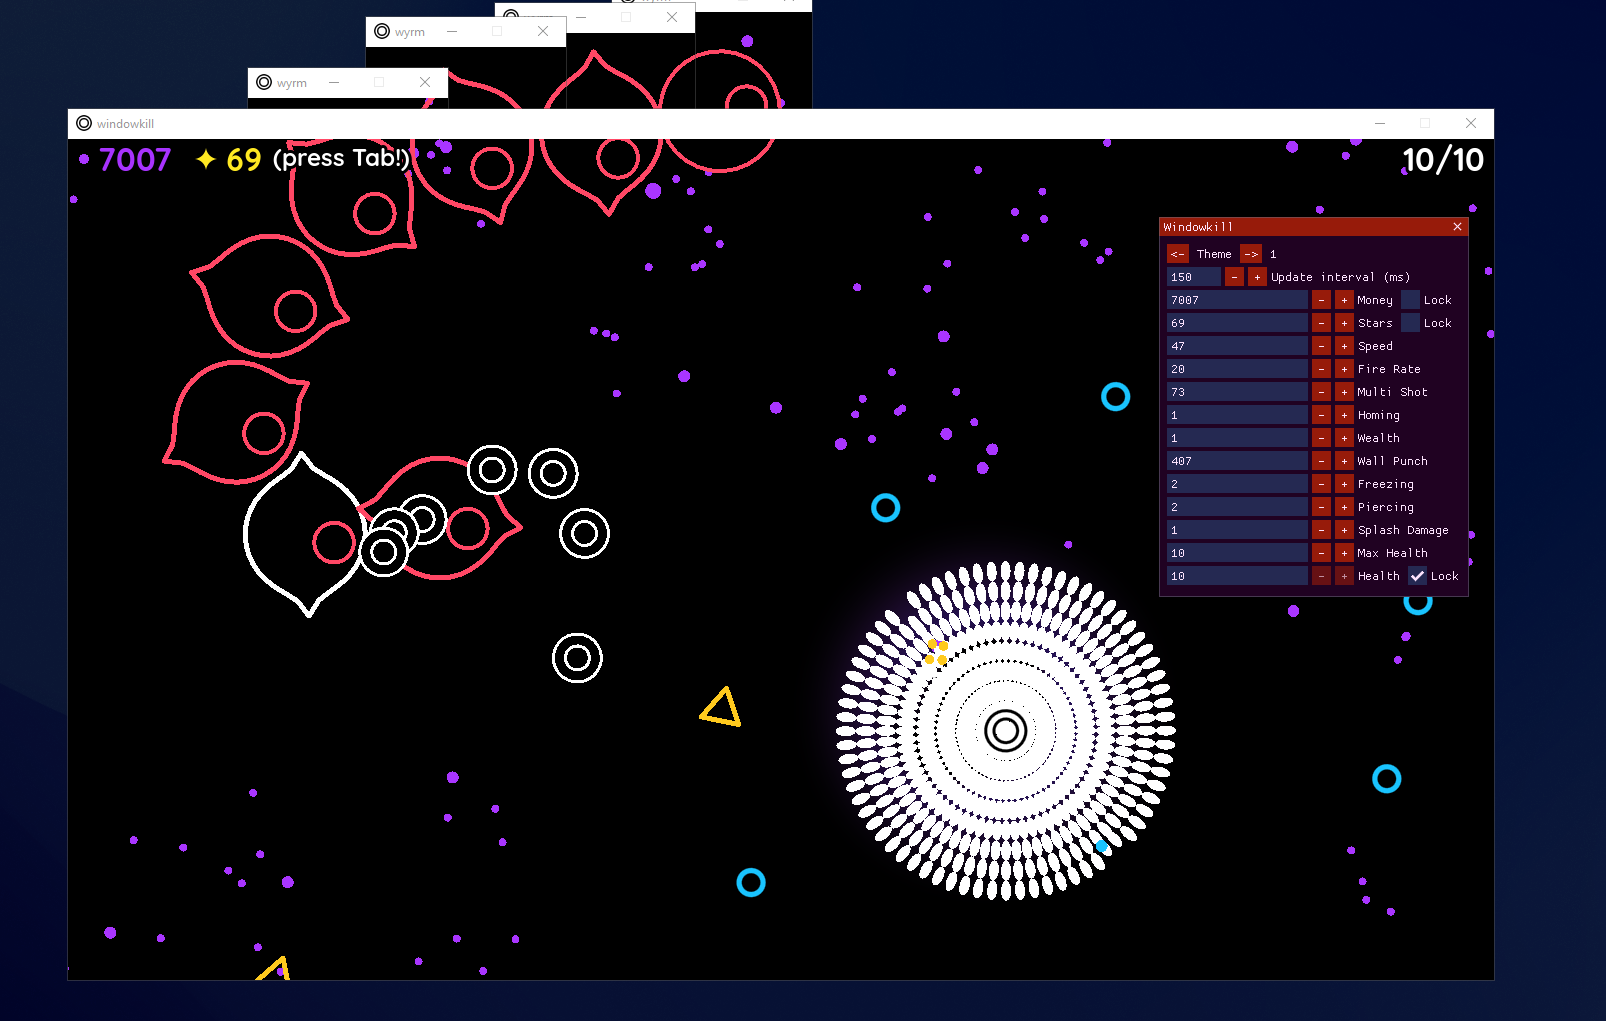 wyrm
wyrm
windowkill
7007 69 (press Tab!)
10/10
Windowkill
<- Theme -> 1
150 - + Update interval (ms)
7007 - + Money Lock
69 - + Stars Lock
47 - + Speed
20 - + Fire Rate
73 - + Multi Shot
1 - + Homing
1 - + Wealth
407 - + Wall Punch
2 - + Freezing
2 - + Piercing
1 - + Splash Damage
10 - + Max Health
10 - + Health Lock